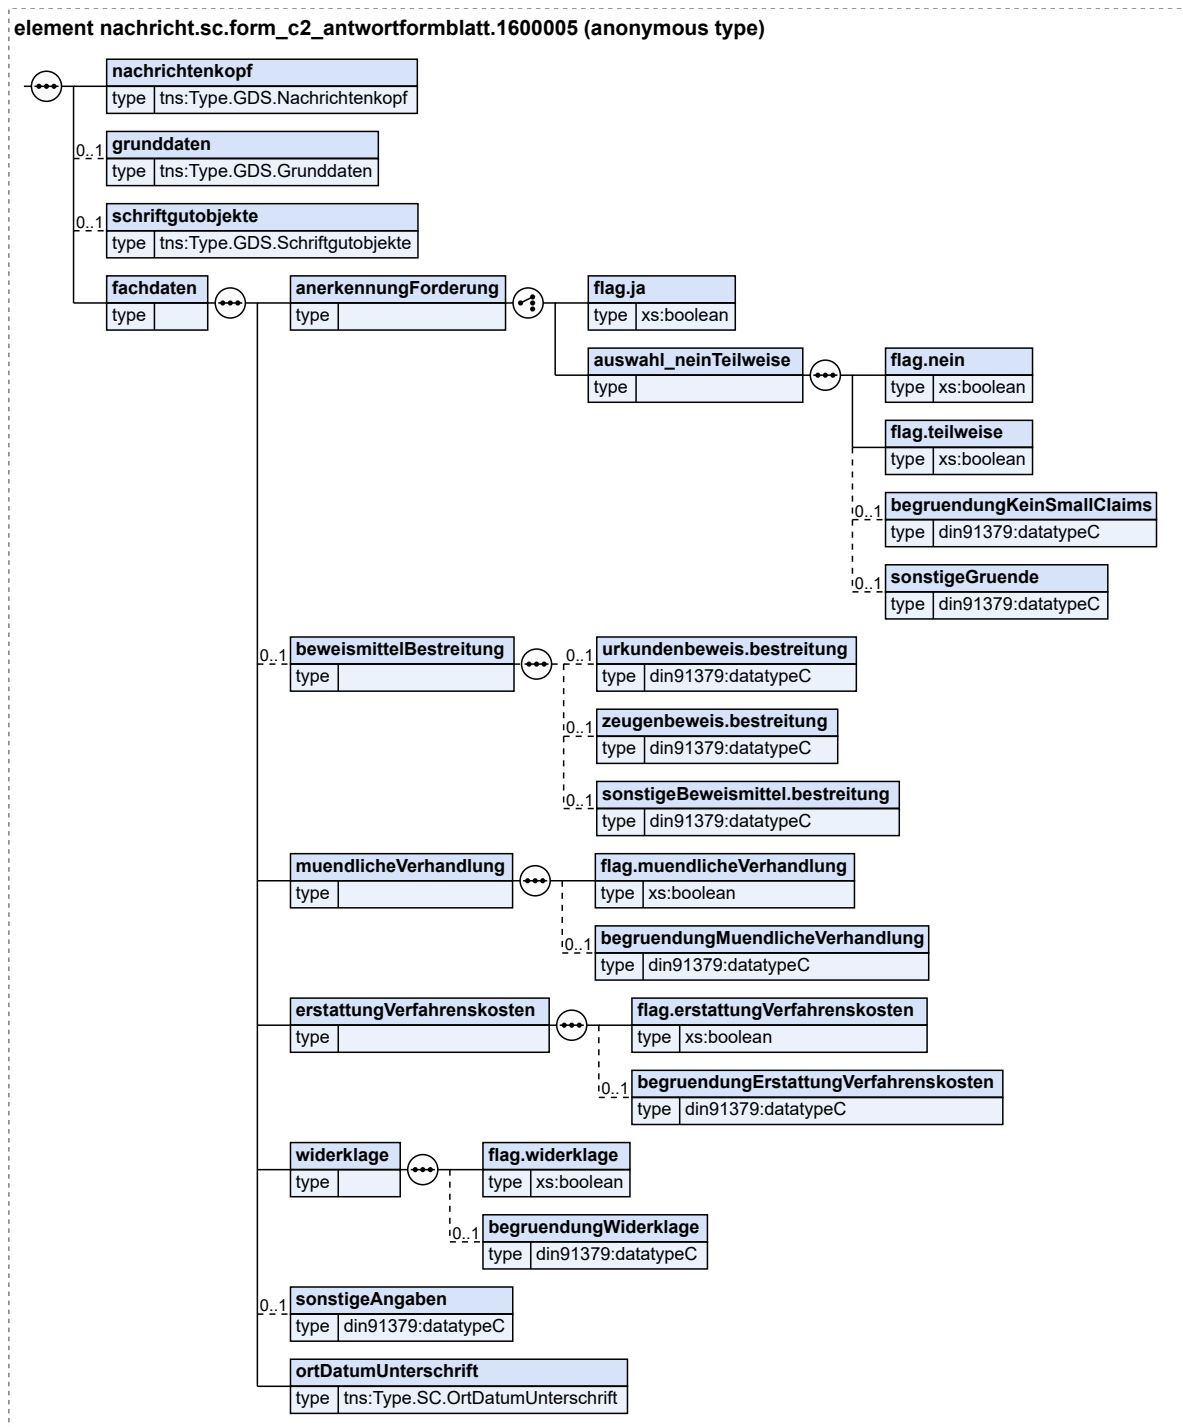 element nachricht.sc.form_c2_antwortformblatt.1600005 (anonymous type)
nachrichtenkopf
type tns:Type.GDS.Nachrichtenkopf
0..1
grunddaten
type tns:Type.GDS.Grunddaten
0..1
schriftgutobjekte
type tns:Type.GDS.Schriftgutobjekte
fachdaten
type
anerkennungForderung
type
flag.ja
type xs:boolean
auswahl_neinTeilweise
type
flag.nein
type xs:boolean
flag.teilweise
type xs:boolean
0..1
begruendungKeinSmallClaims
type din91379:datatypeC
0..1
sonstigeGruende
type din91379:datatypeC
0..1
beweismittelBestreitung
type
0..1
urkundenbeweis.bestreitung
type din91379:datatypeC
0..1
zeugenbeweis.bestreitung
type din91379:datatypeC
0..1
sonstigeBeweismittel.bestreitung
type din91379:datatypeC
muendlicheVerhandlung
type
flag.muendlicheVerhandlung
type xs:boolean
0..1
begruendungMuendlicheVerhandlung
type din91379:datatypeC
erstattungVerfahrenskosten
type
flag.erstattungVerfahrenskosten
type xs:boolean
0..1
begruendungErstattungVerfahrenskosten
type din91379:datatypeC
widerklage
type
flag.widerklage
type xs:boolean
0..1
begruendungWiderklage
type din91379:datatypeC
0..1
sonstigeAngaben
type din91379:datatypeC
ortDatumUnterschrift
type tns:Type.SC.OrtDatumUnterschrift